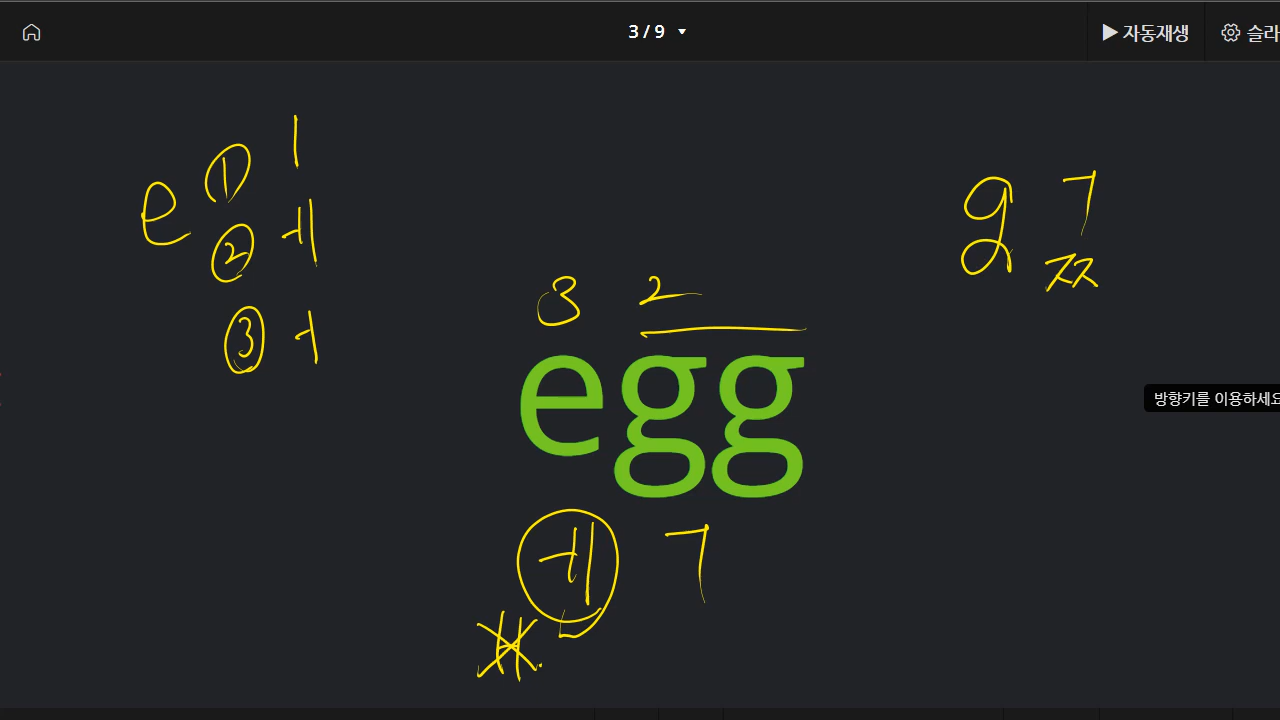 3 / 9
자동재생
슬라
e ① ㅣ
② ㅔ
③ ㅓ
g ㄱ
ㅈㅈ
3 2
egg
방향키를 이용하세요
ㅔ ㄱ